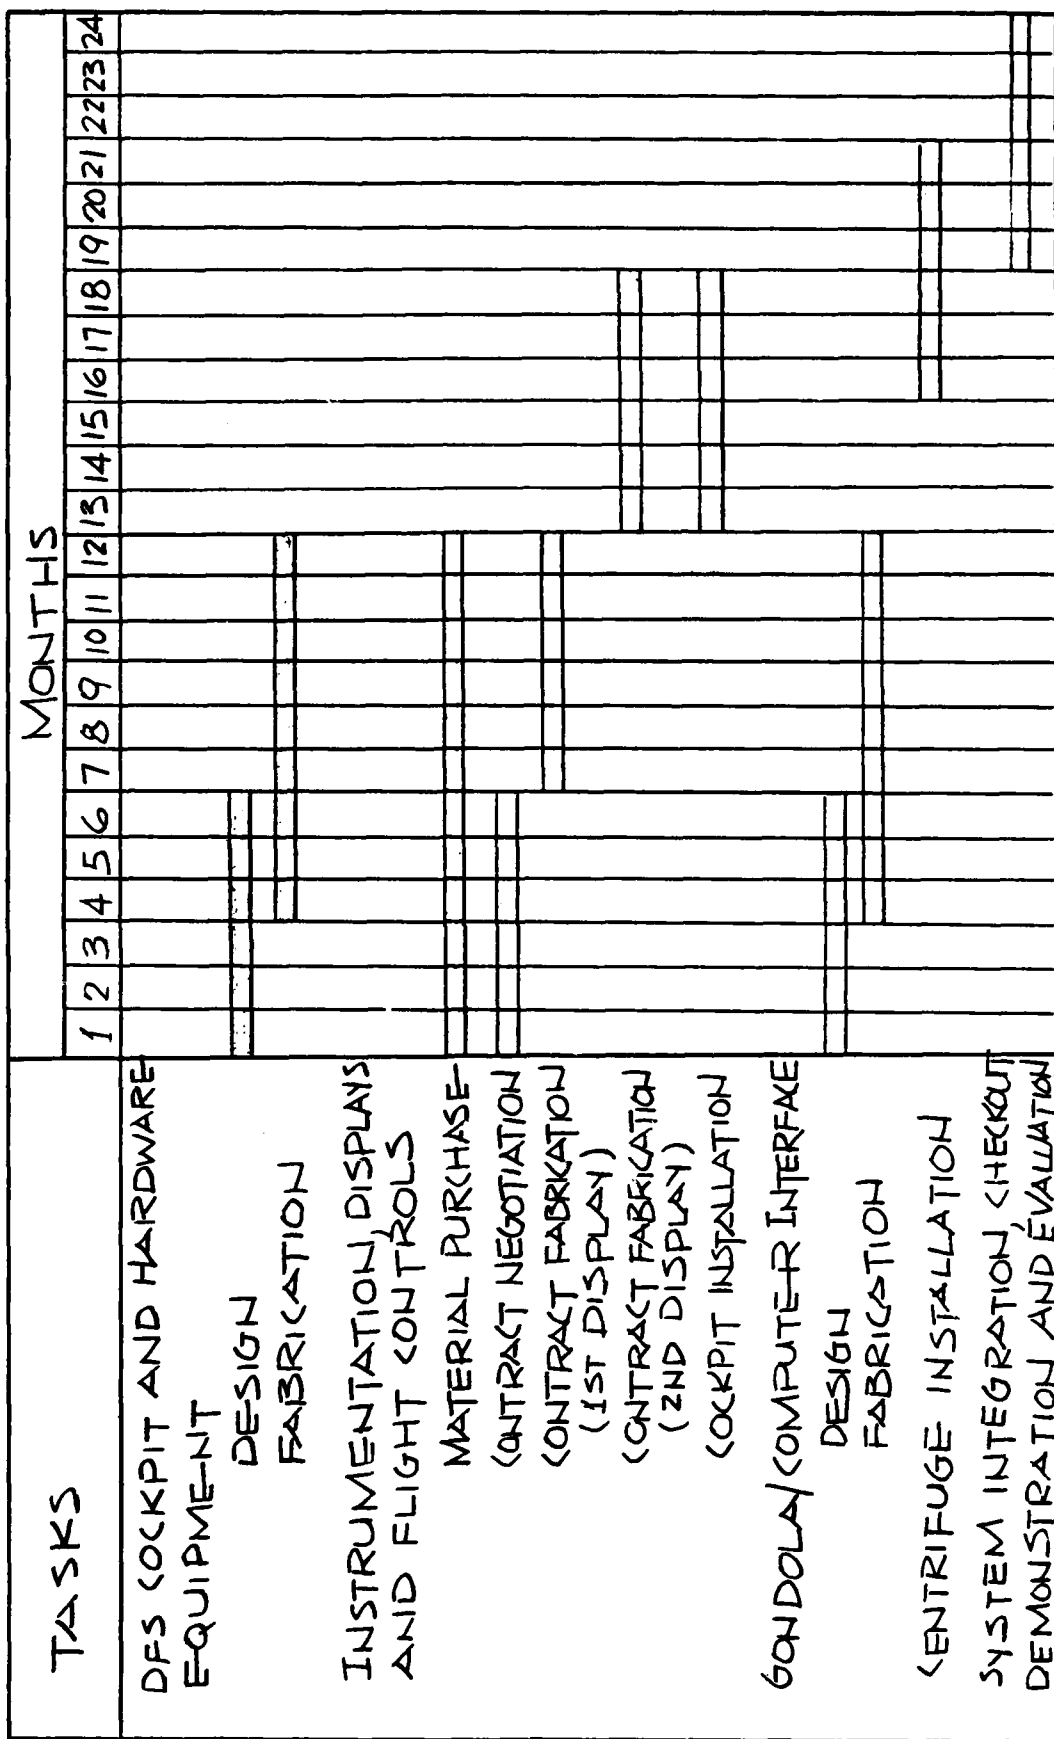 TASKS
MONTHS
1 2 3 4 5 6 7 8 9 10 11 12 13 14 15 16 17 18 19 20 21 22 23 24
DFS COCKPIT AND HARDWARE
EQUIPMENT
DESIGN
FABRICATION
INSTRUMENTATION, DISPLAYS
AND FLIGHT CONTROLS
MATERIAL PURCHASE
CONTRACT NEGOTIATION
CONTRACT FABRICATION
(1ST DISPLAY)
CONTRACT FABRICATION
(2ND DISPLAY)
COCKPIT INSTALLATION
GONDOLA/COMPUTER INTERFACE
DESIGN
FABRICATION
CENTRIFUGE INSTALLATION
SYSTEM INTEGRATION, CHECKOUT
DEMONSTRATION AND EVALUATION